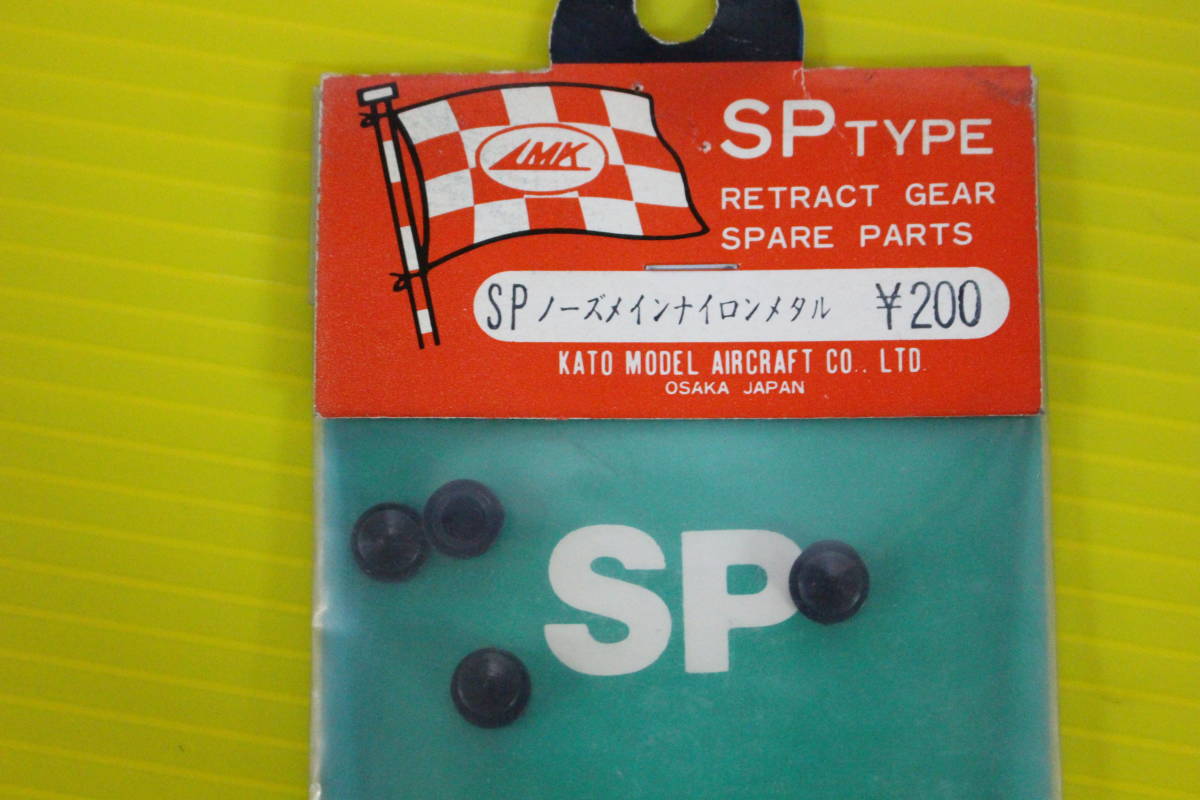 MK
SP TYPE
RETRACT GEAR
SPARE PARTS
SP ノーズメインナイロンメタル ¥200
KATO MODEL AIRCRAFT CO., LTD.
OSAKA JAPAN
SP